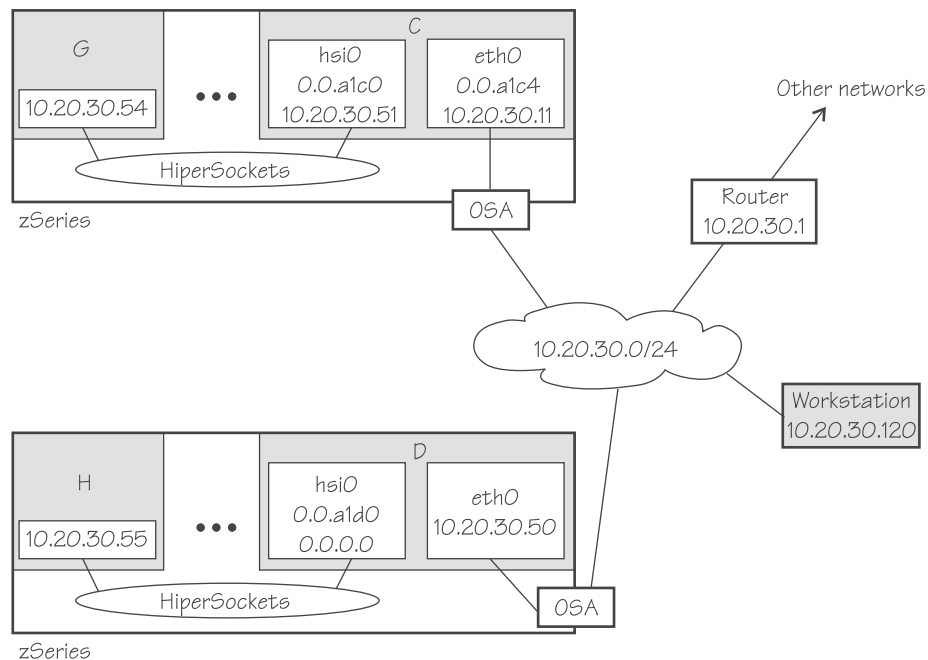 G
10.20.30.54
C
hsi0
0.0.a1c0
10.20.30.51
eth0
0.0.a1c4
10.20.30.11
HiperSockets
OSA
zSeries
Other networks
Router
10.20.30.1
10.20.30.0/24
Workstation
10.20.30.120
H
10.20.30.55
D
hsi0
0.0.a1d0
0.0.0.0
eth0
10.20.30.50
HiperSockets
OSA
zSeries